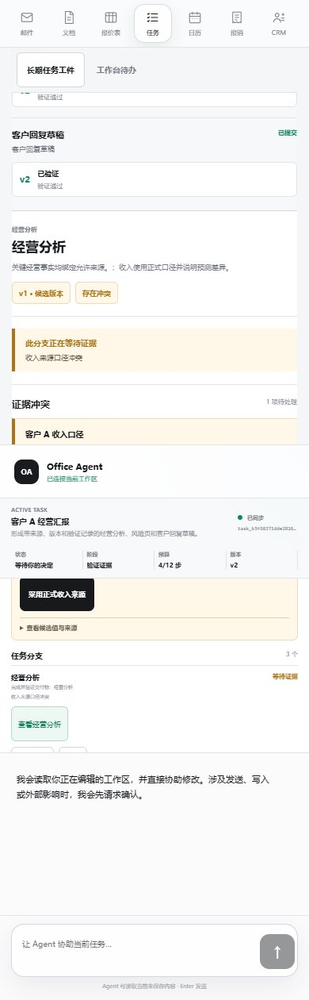 邮件
文档
报价表
任务
日历
报销
CRM
长期任务工件
工作台待办
验证通过
客户回复草稿
已提交
客户回复草稿
v2
已验证
验证通过
经营分析
经营分析
关键经营事实均绑定允许来源。；收入使用正式口径并说明预测差异。
v1 • 候选版本
存在冲突
此分支正在等待证据
收入来源口径冲突
证据冲突
1 项待处理
客户 A 收入口径
OA
Office Agent
已连接当前工作区
ACTIVE TASK
客户 A 经营汇报
形成带来源、版本和验证记录的经营分析、风险页和客户回复草稿。
已同步
状态
等待你的决定
阶段
验证证据
预算
4/12 步
版本
v2
采用正式收入来源
▶ 查看候选值与来源
任务分支
3 个
经营分析
等待证据
完成并验证交付物：经营分析
收入来源口径冲突
查看经营分析
我会读取你正在编辑的工作区，并直接协助修改。涉及发送、写入
或外部影响时，我会先请求确认。
让 Agent 协助当前任务...
Agent 可读取当前未保存内容 · Enter 发送